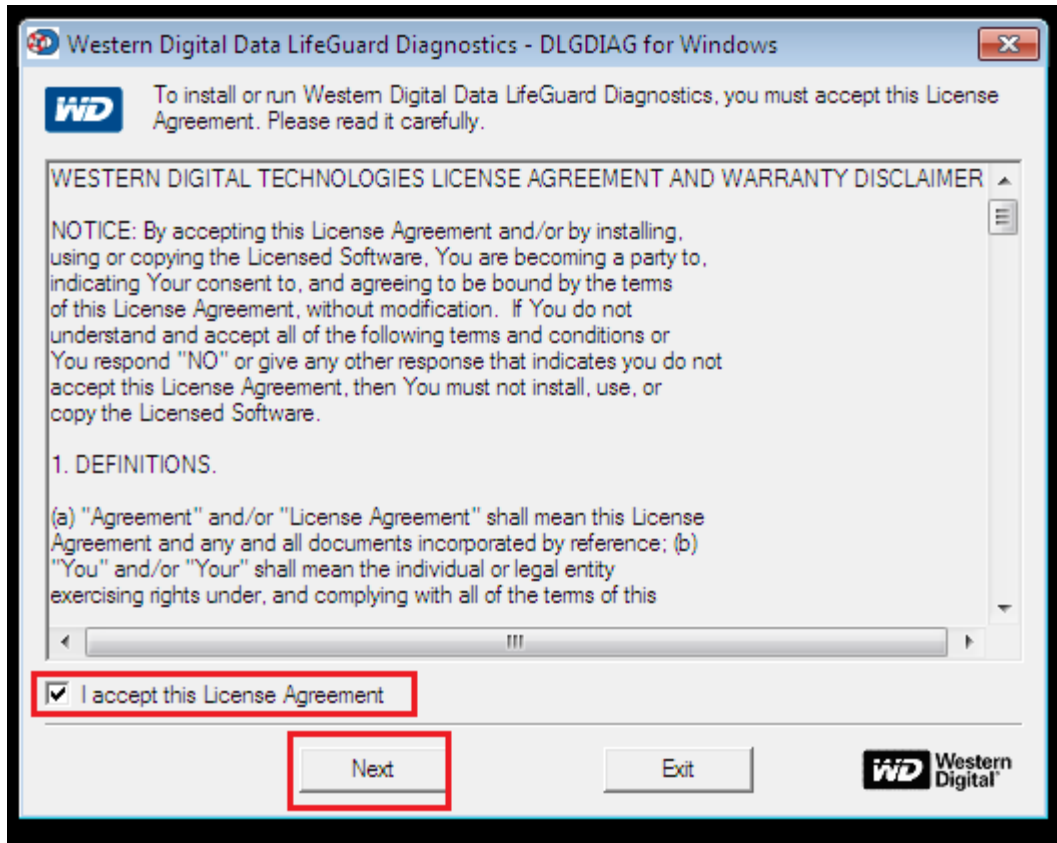 Western Digital Data LifeGuard Diagnostics - DLGDIAG for Windows
WD
To install or run Western Digital Data LifeGuard Diagnostics, you must accept this License
Agreement. Please read it carefully.
WESTERN DIGITAL TECHNOLOGIES LICENSE AGREEMENT AND WARRANTY DISCLAIMER
NOTICE: By accepting this License Agreement and/or by installing,
using or copying the Licensed Software, You are becoming a party to,
indicating Your consent to, and agreeing to be bound by the terms
of this License Agreement, without modification.  If You do not
understand and accept all of the following terms and conditions or
You respond "NO" or give any other response that indicates you do not
accept this License Agreement, then You must not install, use, or
copy the Licensed Software.
1. DEFINITIONS.
(a) "Agreement" and/or "License Agreement" shall mean this License
Agreement and any and all documents incorporated by reference; (b)
"You" and/or "Your" shall mean the individual or legal entity
exercising rights under, and complying with all of the terms of this
I accept this License Agreement
Next
Exit
WD Western
Digital